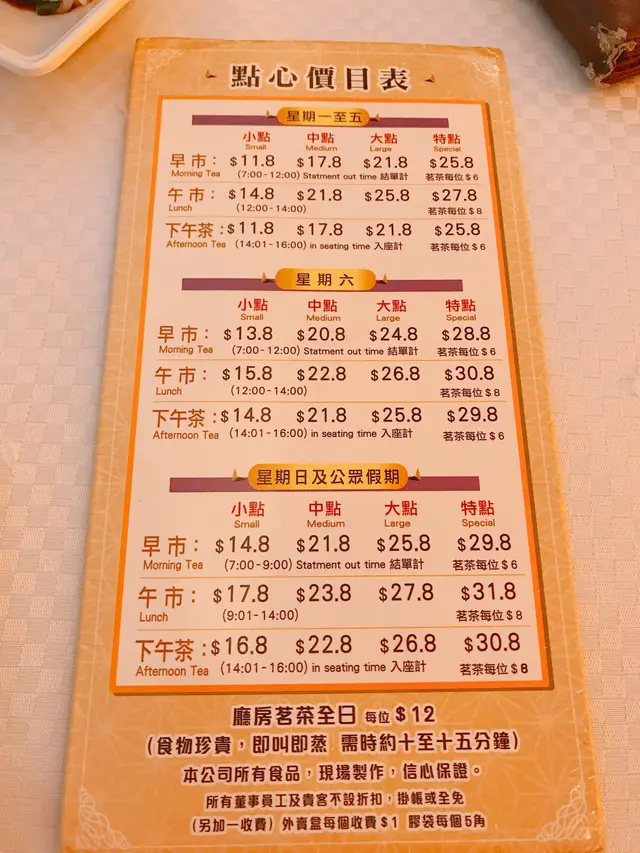 點心價目表
星期一至五
小點 中點 大點 特點
Small Medium Large Special
早市： $11.8 $17.8 $21.8 $25.8
Morning Tea (7:00-12:00) Statment out time 結單計 茗茶每位$6
午市： $14.8 $21.8 $25.8 $27.8
Lunch (12:00-14:00) 茗茶每位$8
下午茶： $11.8 $17.8 $21.8 $25.8
Afternoon Tea (14:01-16:00) in seating time 入座計 茗茶每位$6
星期六
小點 中點 大點 特點
Small Medium Large Special
早市： $13.8 $20.8 $24.8 $28.8
Morning Tea (7:00-12:00) Statment out time 結單計 茗茶每位$6
午市： $15.8 $22.8 $26.8 $30.8
Lunch (12:00-14:00) 茗茶每位$8
下午茶： $14.8 $21.8 $25.8 $29.8
Afternoon Tea (14:01-16:00) in seating time 入座計 茗茶每位$6
星期日及公眾假期
小點 中點 大點 特點
Small Medium Large Special
早市： $14.8 $21.8 $25.8 $29.8
Morning Tea (7:00-9:00) Statment out time 結單計 茗茶每位$6
午市： $17.8 $23.8 $27.8 $31.8
Lunch (9:01-14:00) 茗茶每位$8
下午茶： $16.8 $22.8 $26.8 $30.8
Afternoon Tea (14:01-16:00) in seating time 入座計 茗茶每位$8
廳房茗茶全日 每位$12
(食物珍貴，即叫即蒸 需時約十至十五分鐘)
本公司所有食品，現場製作，信心保證。
所有董事員工及貴客不設折扣，掛帳或全免
(另加一收費) 外賣盒每個收費$1 膠袋每個5角